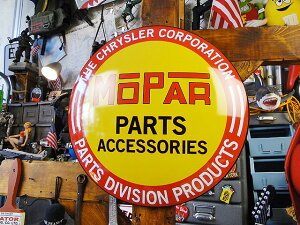 THE CHRYSLER CORPORATION
MOPAR
PARTS
ACCESSORIES
PARTS DIVISION PRODUCTS